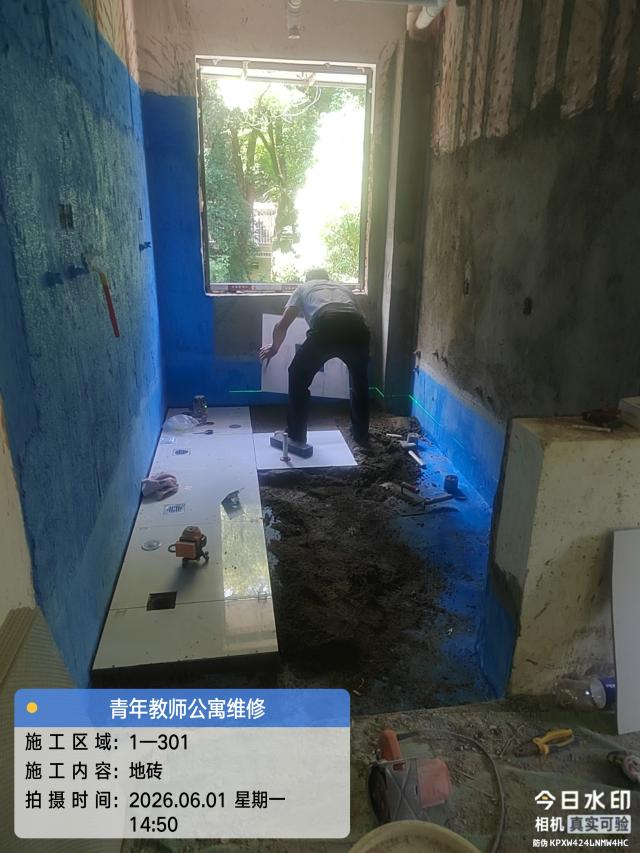 青年教师公寓维修
施工区域：1—301
施工内容：地砖
拍摄时间：2026.06.01 星期一
14:50
今日水印
相机 真实可验
防伪 KPXW424LNMW4HC